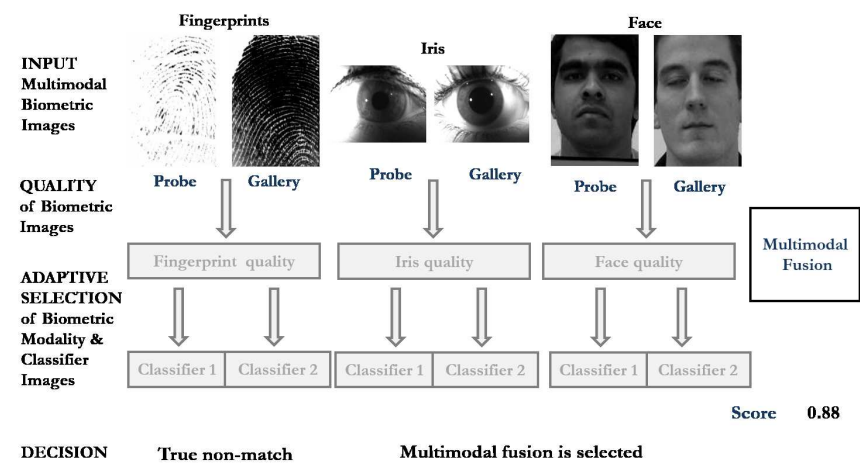 Fingerprints
Iris
Face
INPUT
Multimodal
Biometric
Images
Probe
Gallery
Probe
Gallery
Probe
Gallery
QUALITY
of Biometric
Images
Fingerprint quality
Iris quality
Face quality
Multimodal
Fusion
ADAPTIVE
SELECTION
of Biometric
Modality &
Classifier
Images
Classifier 1
Classifier 2
Classifier 1
Classifier 2
Classifier 1
Classifier 2
Score 0.88
DECISION
True non-match
Multimodal fusion is selected